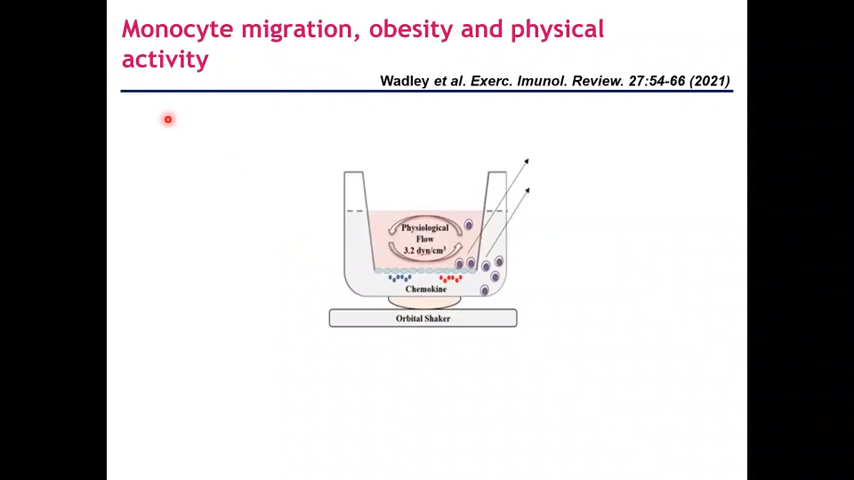 Monocyte migration, obesity and physical
activity
Wadley et al. Exerc. Imunol. Review. 27:54-66 (2021)
Physiological
Flow
3.2 dyn/cm³
Chemokine
Orbital Shaker